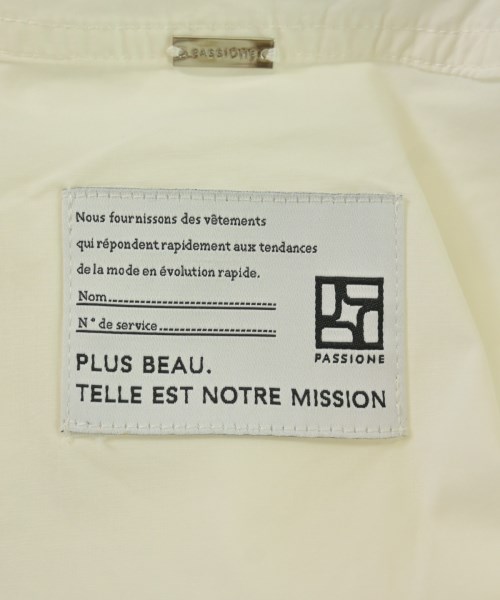 PASSIONE
Nous fournissons des vêtements
qui répondent rapidement aux tendances
de la mode en évolution rapide.
Nom
N° de service
PASSIONE
PLUS BEAU.
TELLE EST NOTRE MISSION